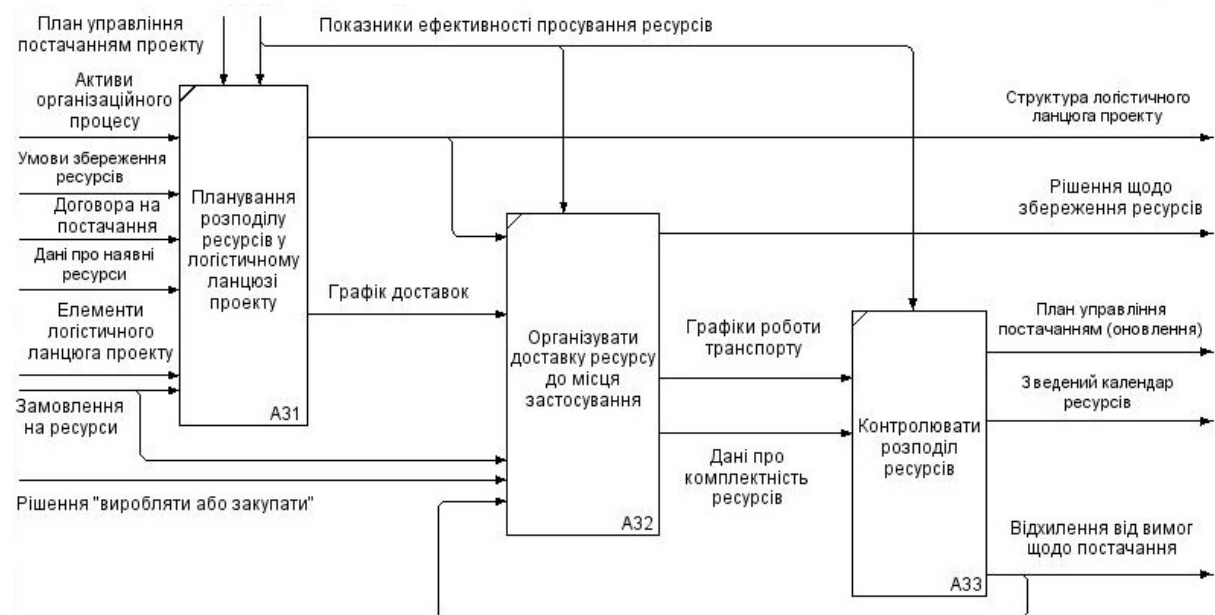 План управління
постачанням проекту
Показники ефективності просування ресурсів
Активи
організаційного
процесу
Умови збереження
ресурсів
Договора на
постачання
Дані про наявні
ресурси
Елементи
логістичного
ланцюга проекту
Замовлення
на ресурси
Рішення "виробляти або закупати"
Планування
розподілу
ресурсів у
логістичному
ланцюзі
проекту
A31
Графік доставок
Організувати
доставку ресурсу
до місця
застосування
A32
Графіки роботи
транспорту
Дані про
комплектність
ресурсів
Контролювати
розподіл
ресурсів
A33
Структура логістичного
ланцюга проекту
Рішення щодо
збереження ресурсів
План управління
постачанням (оновлення)
Зведений календар
ресурсів
Відхилення від вимог
щодо постачання